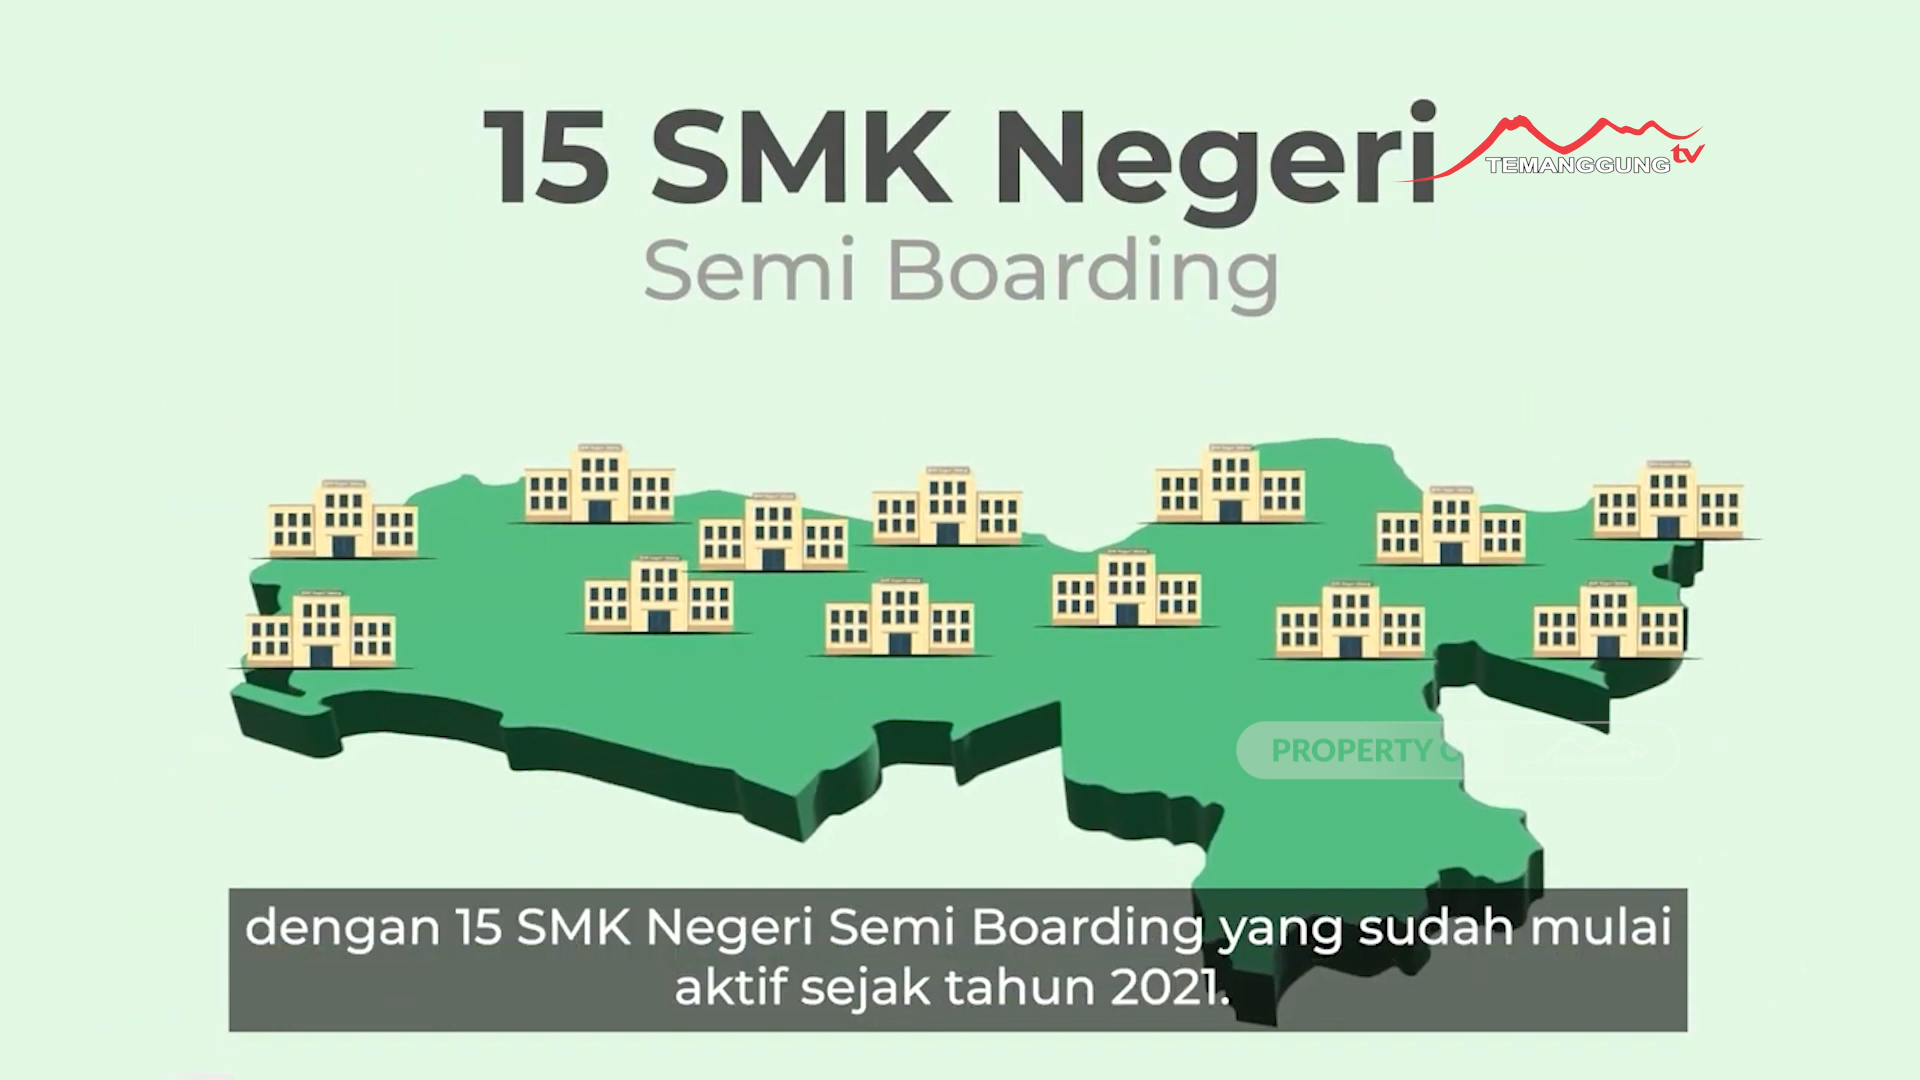 15 SMK Negeri
TEMANGGUNG tv
Semi Boarding
PROPERTY
dengan 15 SMK Negeri Semi Boarding yang sudah mulai
aktif sejak tahun 2021.